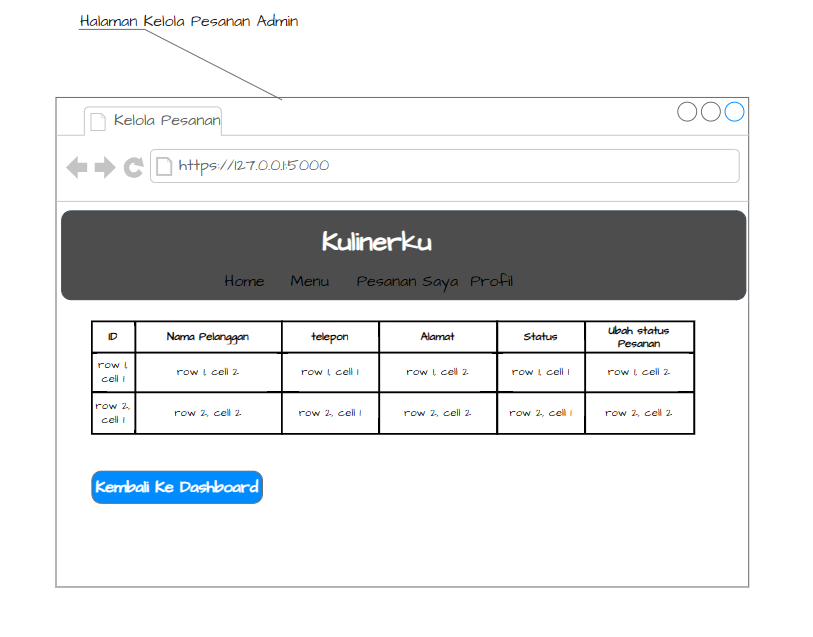 Halaman Kelola Pesanan Admin
Kelola Pesanan
https://127.0.0.1:5000
Kulinerku
Home Menu Pesanan Saya Profil
ID Nama Pelanggan telepon Alamat Status Ubah status Pesanan
row 1, cell 1 row 1, cell 2 row 1, cell 1 row 1, cell 2 row 1, cell 1 row 1, cell 2
row 2, cell 1 row 2, cell 2 row 2, cell 1 row 2, cell 2 row 2, cell 1 row 2, cell 2
Kembali Ke Dashboard